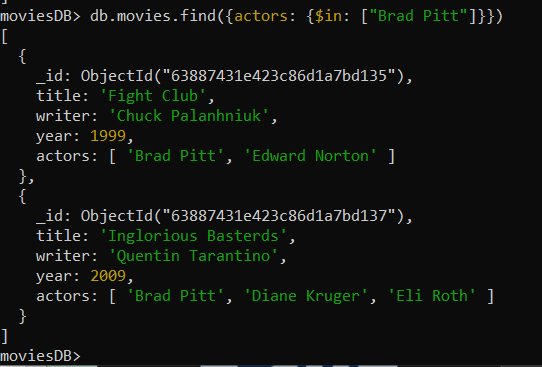 moviesDB> db.movies.find({actors: {$in: ["Brad Pitt"]}})
[
  {
    _id: ObjectId("63887431e423c86d1a7bd135"),
    title: 'Fight Club',
    writer: 'Chuck Palanhniuk',
    year: 1999,
    actors: [ 'Brad Pitt', 'Edward Norton' ]
  },
  {
    _id: ObjectId("63887431e423c86d1a7bd137"),
    title: 'Inglorious Basterds',
    writer: 'Quentin Tarantino',
    year: 2009,
    actors: [ 'Brad Pitt', 'Diane Kruger', 'Eli Roth' ]
  }
]
moviesDB>